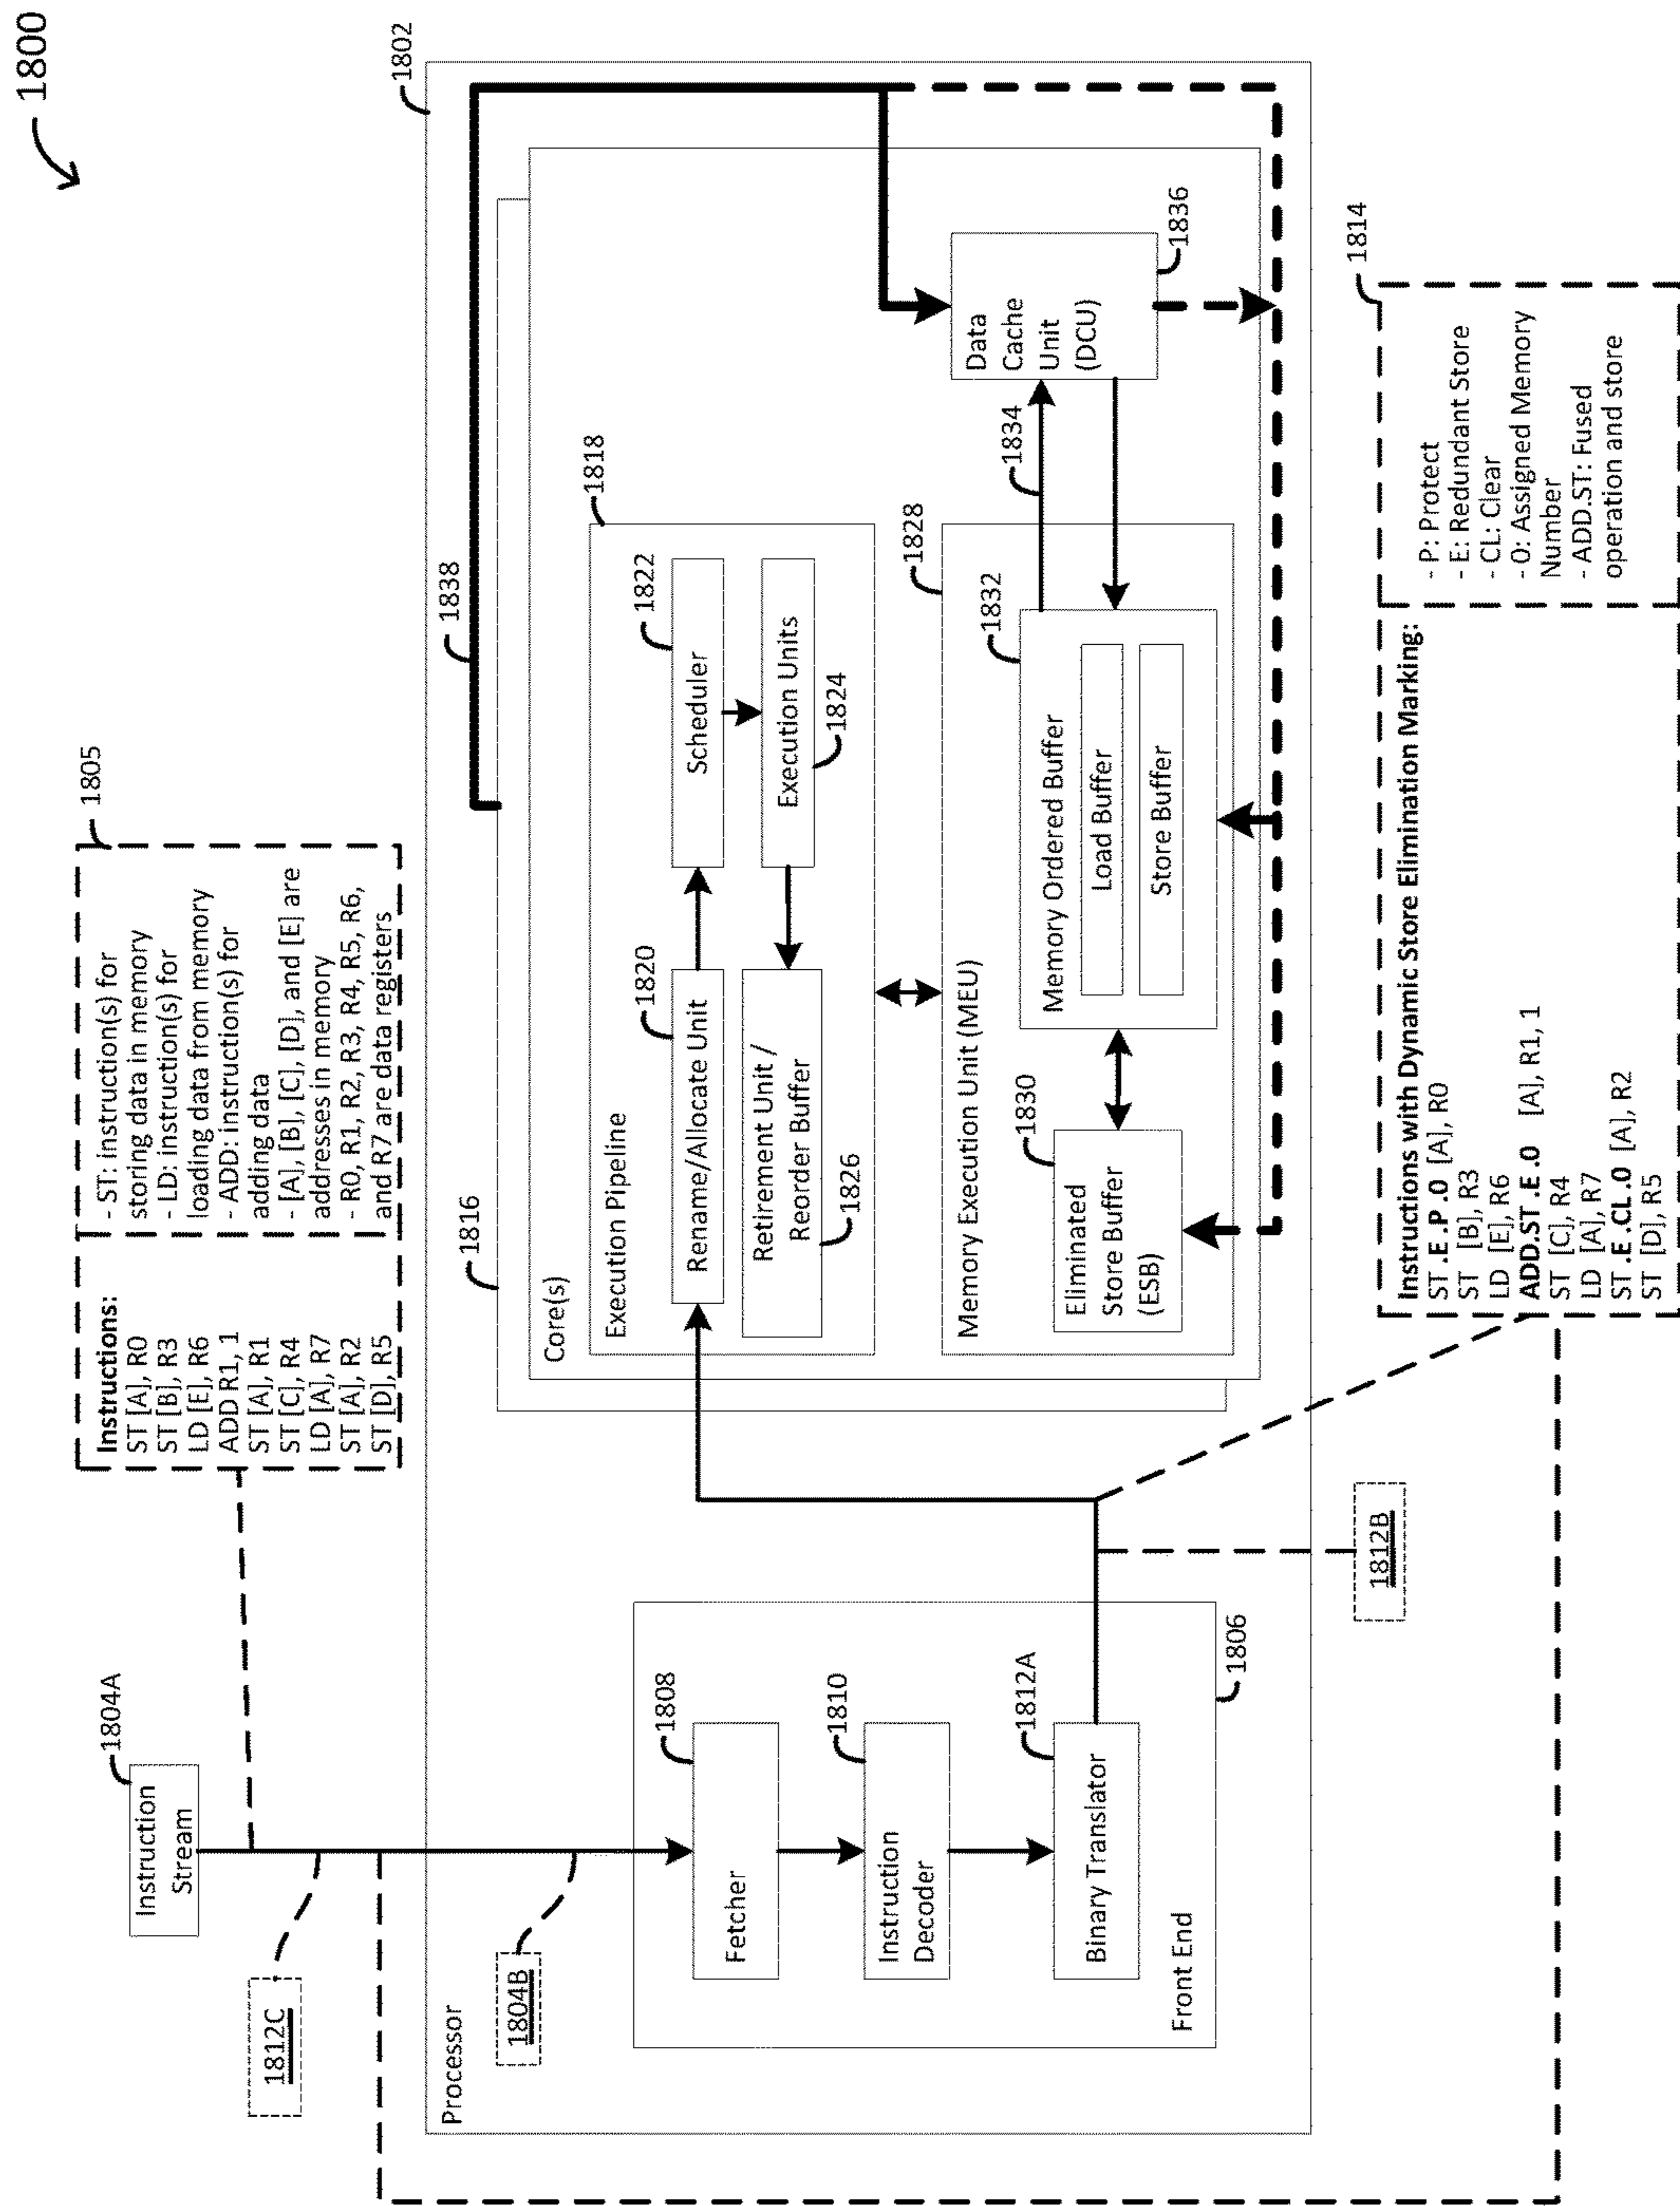 1800
1805
Instructions:
ST [A], R0
ST [B], R3
LD [E], R6
ADD R1, 1
ST [A], R1
ST [C], R4
LD [A], R7
ST [A], R2
ST [D], R5
- ST: instruction(s) for
storing data in memory
- LD: instruction(s) for
loading data from memory
- ADD: instruction(s) for
adding data
- [A], [B], [C], [D], and [E] are
addresses in memory
- R0, R1, R2, R3, R4, R5, R6,
and R7 are data registers
1804A
Instruction
Stream
1812C
1804B
Processor
1802
1838
1816
Core(s)
1818
Execution Pipeline
1820
Rename/Allocate Unit
1822
Scheduler
Execution Units
1824
Retirement Unit /
Reorder Buffer
1826
1808
Fetcher
1810
Instruction
Decoder
1812A
Binary Translator
Front End
1806
1828
Memory Execution Unit (MEU)
1830
Eliminated
Store Buffer
(ESB)
1832
Memory Ordered Buffer
Load Buffer
Store Buffer
1834
Data
Cache
Unit
(DCU)
1836
1812B
1814
Instructions with Dynamic Store Elimination Marking:
ST .E .P .0 [A], R0
ST [B], R3
LD [E], R6
ADD.ST .E .0 [A], R1, 1
ST [C], R4
LD [A], R7
ST .E .CL .0 [A], R2
ST [D], R5
- P: Protect
- E: Redundant Store
- CL: Clear
- 0: Assigned Memory
Number
- ADD.ST: Fused
operation and store